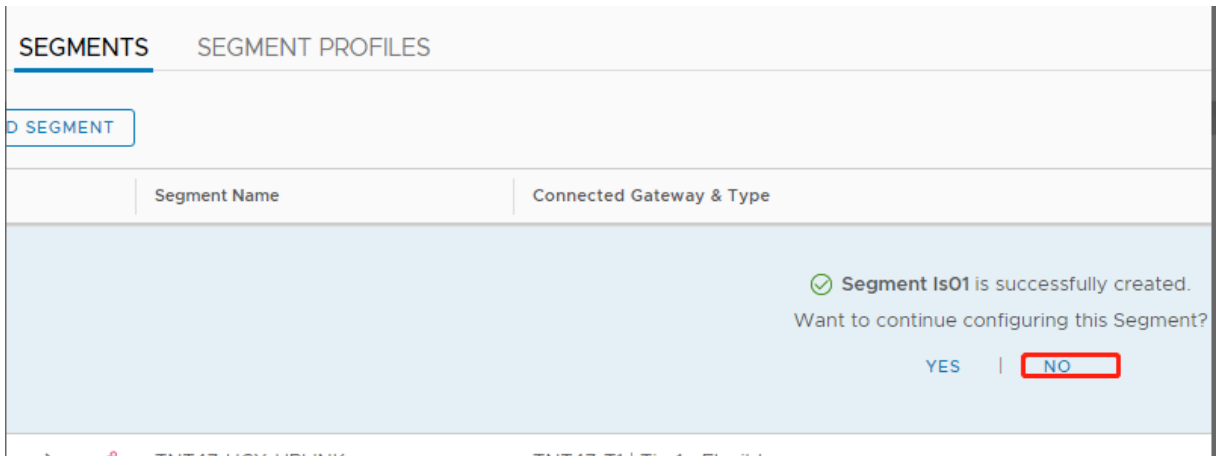 SEGMENTS SEGMENT PROFILES
D SEGMENT
Segment Name Connected Gateway & Type
Segment ls01 is successfully created.
Want to continue configuring this Segment?
YES | NO